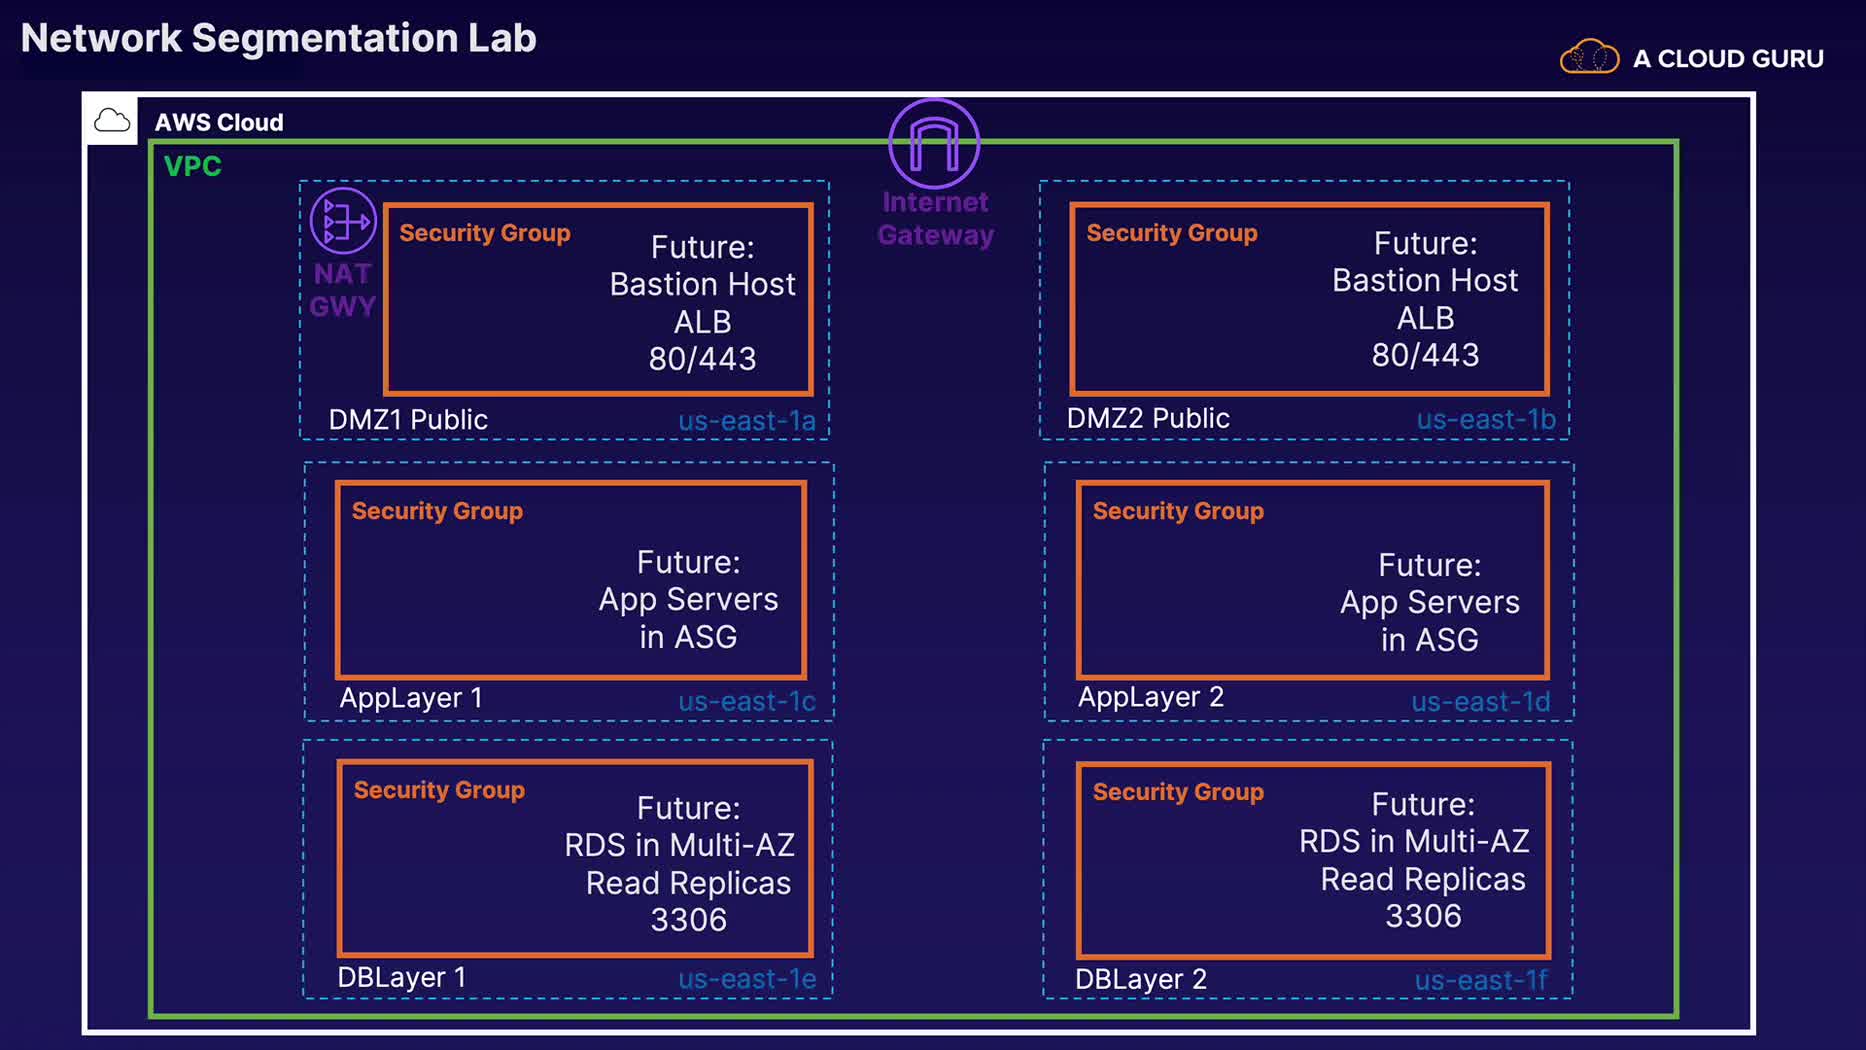 Network Segmentation Lab
A CLOUD GURU
AWS Cloud
VPC
Internet
Gateway
NAT
GWY
Security Group
Future:
Bastion Host
ALB
80/443
DMZ1 Public
us-east-1a
Security Group
Future:
Bastion Host
ALB
80/443
DMZ2 Public
us-east-1b
Security Group
Future:
App Servers
in ASG
AppLayer 1
us-east-1c
Security Group
Future:
App Servers
in ASG
AppLayer 2
us-east-1d
Security Group
Future:
RDS in Multi-AZ
Read Replicas
3306
DBLayer 1
us-east-1e
Security Group
Future:
RDS in Multi-AZ
Read Replicas
3306
DBLayer 2
us-east-1f